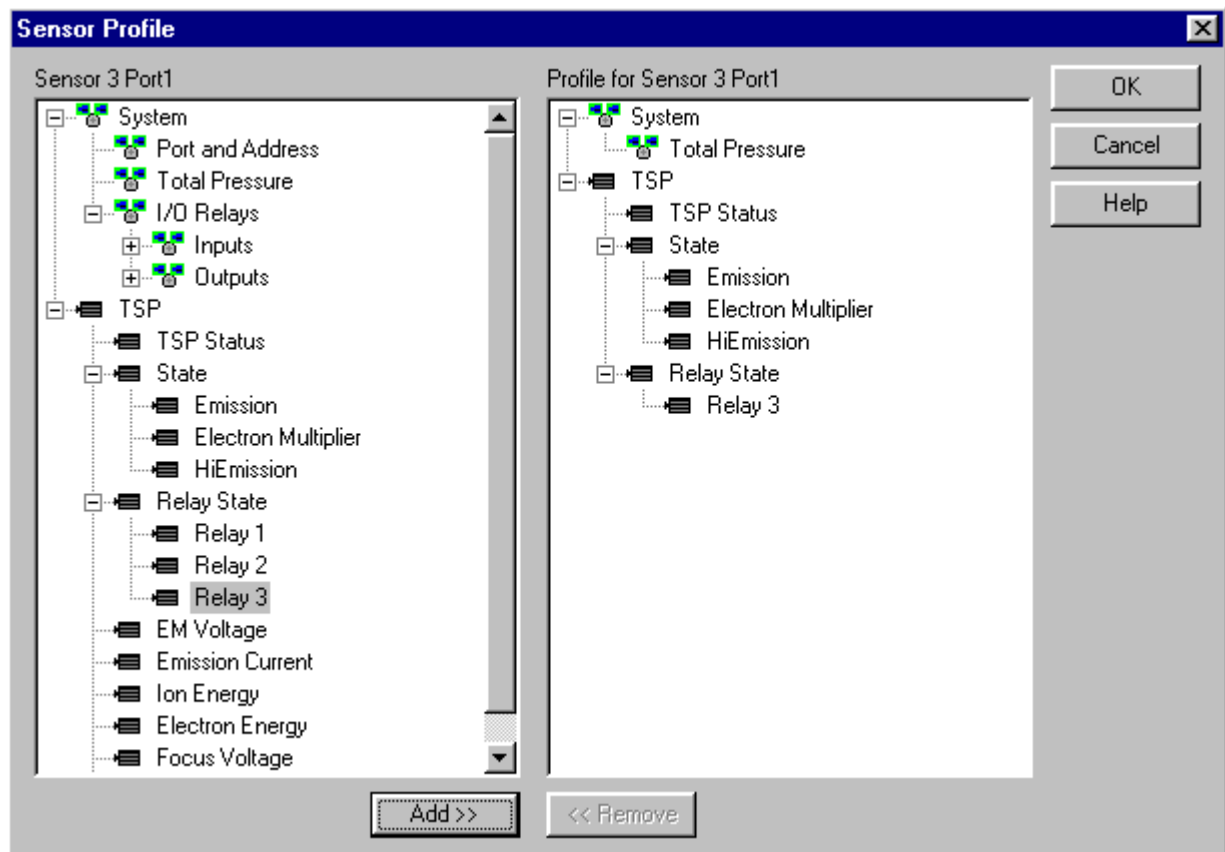 Sensor Profile
Sensor 3 Port1
System
Port and Address
Total Pressure
I/O Relays
Inputs
Outputs
TSP
TSP Status
State
Emission
Electron Multiplier
HiEmission
Relay State
Relay 1
Relay 2
Relay 3
EM Voltage
Emission Current
Ion Energy
Electron Energy
Focus Voltage
Add >>
Profile for Sensor 3 Port1
System
Total Pressure
TSP
TSP Status
State
Emission
Electron Multiplier
HiEmission
Relay State
Relay 3
<< Remove
OK
Cancel
Help